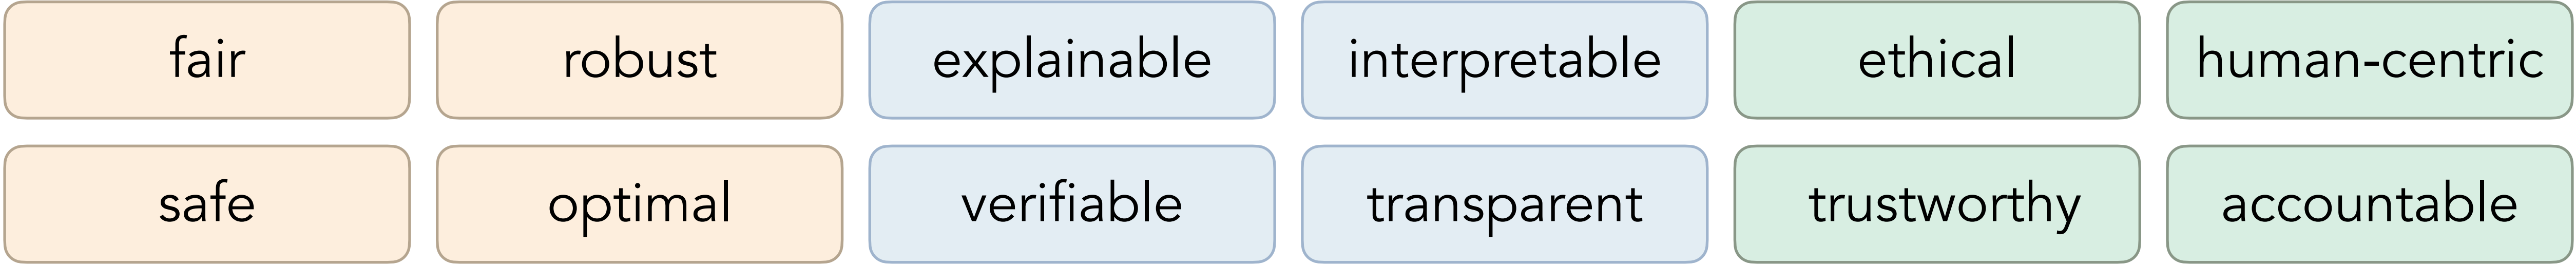 fair robust explainable interpretable ethical human-centric
safe optimal verifiable transparent trustworthy accountable